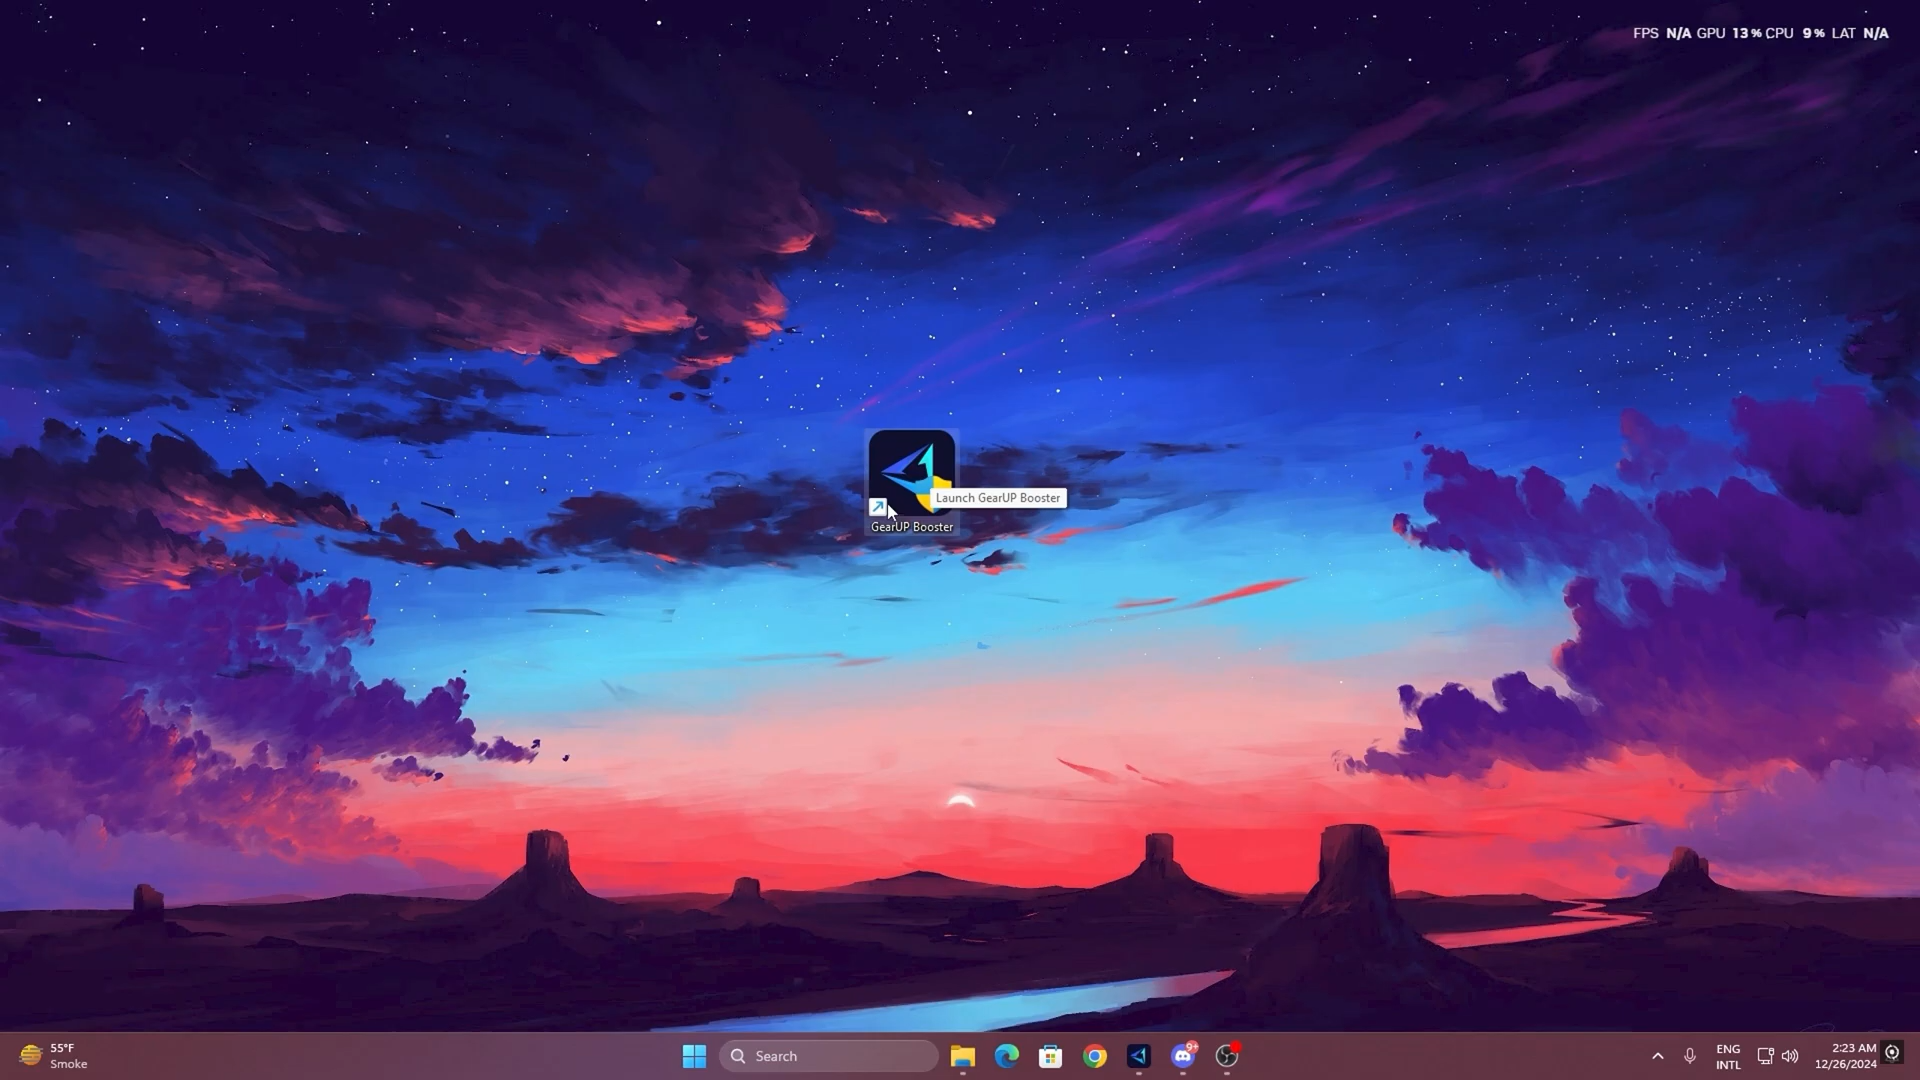 FPS N/A GPU 13% CPU 9% LAT N/A
Launch GearUP Booster
GearUP Booster
55°F
Smoke
Search
9+
ENG
INTL
2:23 AM
12/26/2024